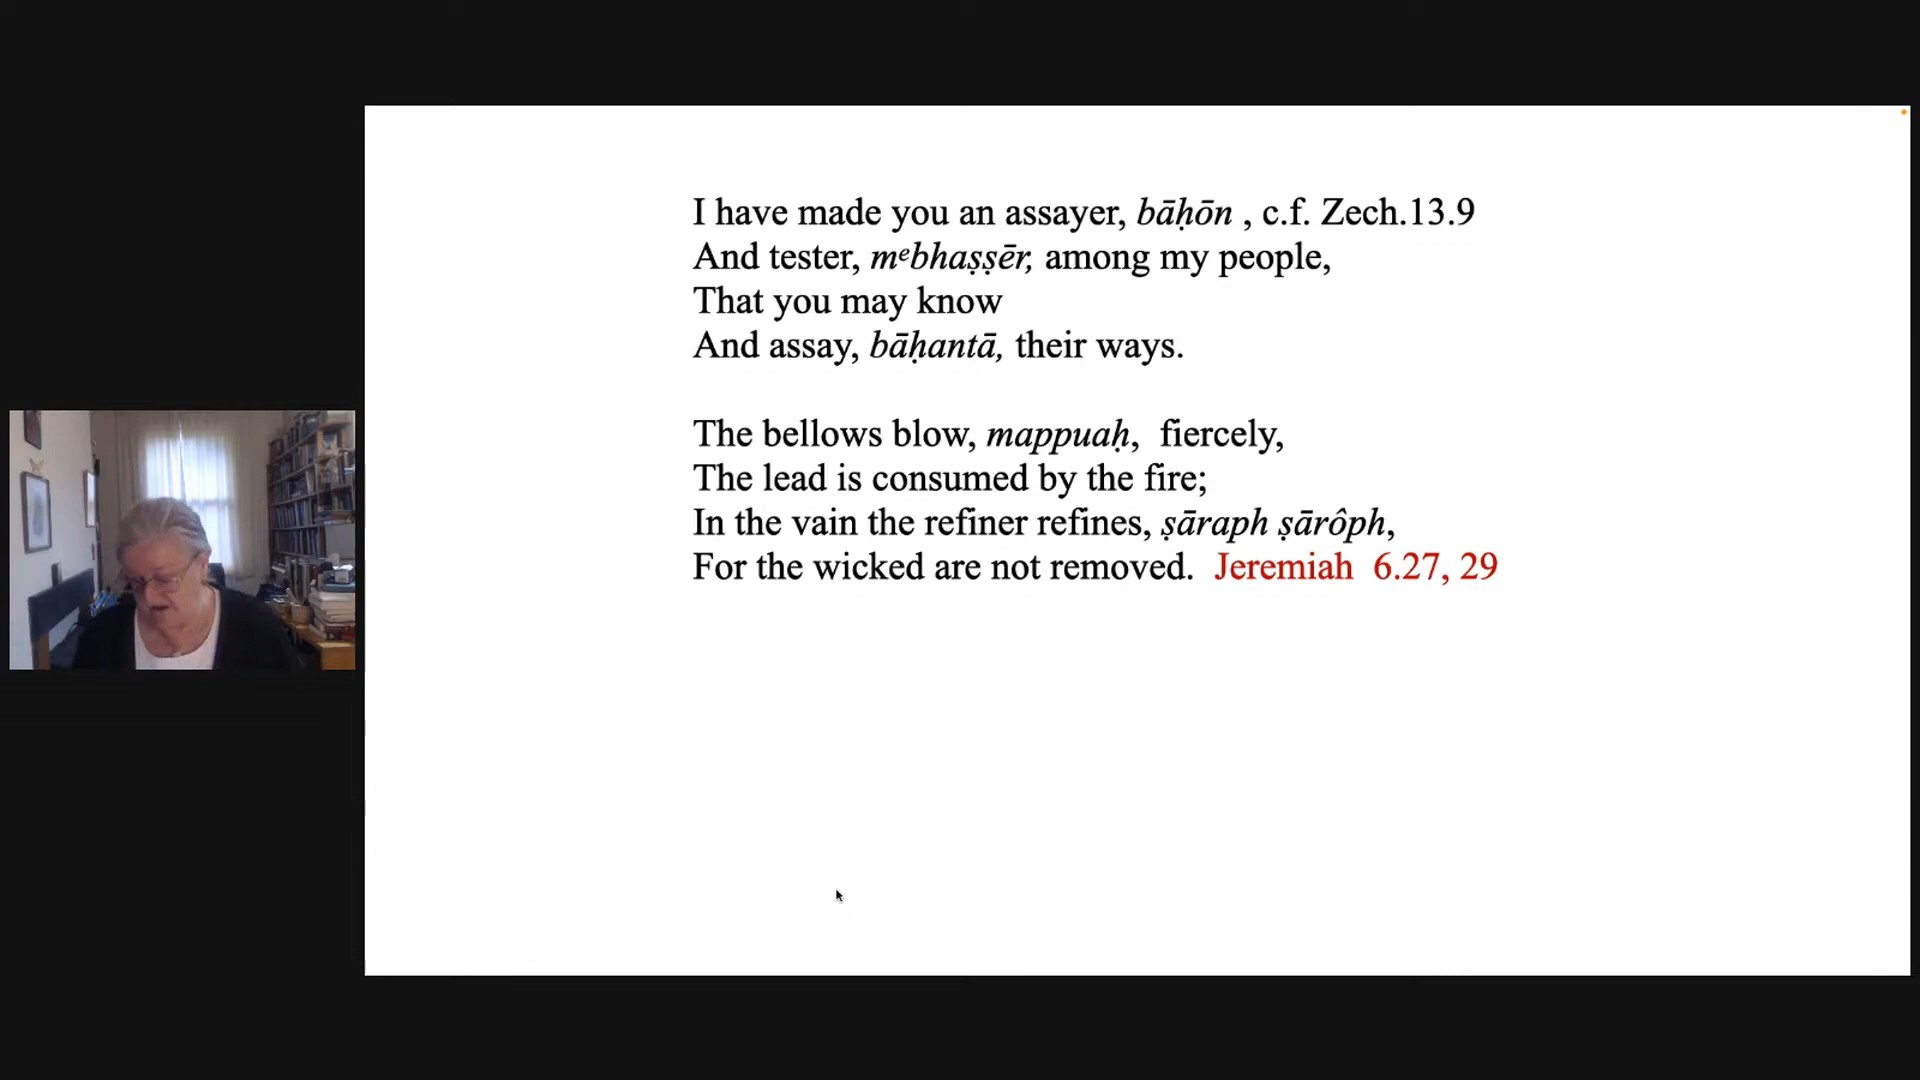 I have made you an assayer, bāḥōn , c.f. Zech.13.9
And tester, mᵉbhaṣṣēr, among my people,
That you may know
And assay, bāḥantā, their ways.
The bellows blow, mappuaḥ, fiercely,
The lead is consumed by the fire;
In the vain the refiner refines, ṣāraph ṣārôph,
For the wicked are not removed. Jeremiah 6.27, 29